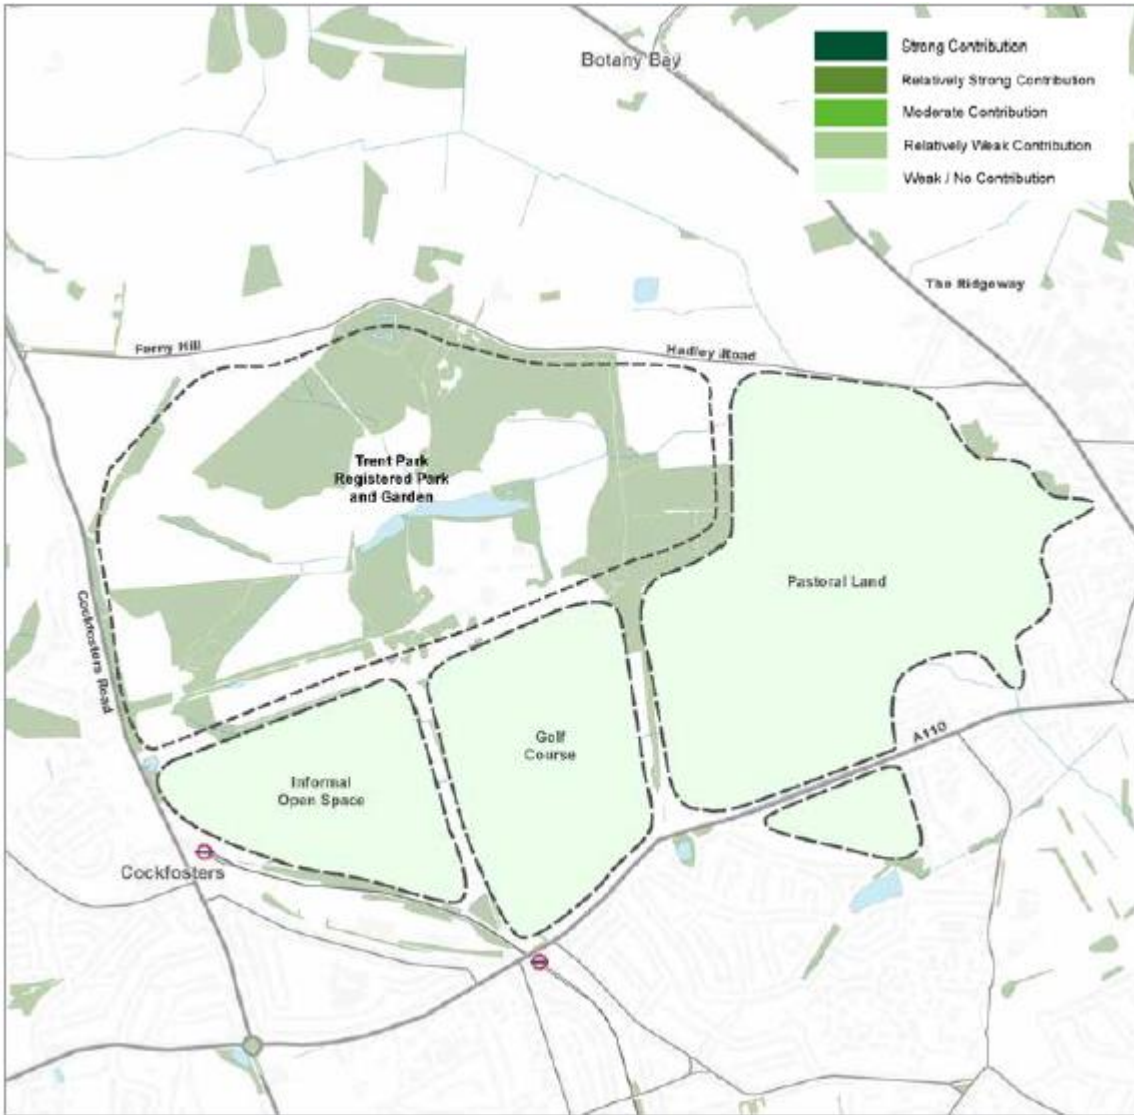 Botany Bay
Strong Contribution
Relatively Strong Contribution
Moderate Contribution
Relatively Weak Contribution
Weak / No Contribution
The Ridgeway
Ferny Hill
Hadley Road
Trent Park
Registered Park
and Garden
Pastoral Land
Cockfosters Road
Golf
Course
A110
Informal
Open Space
Cockfosters